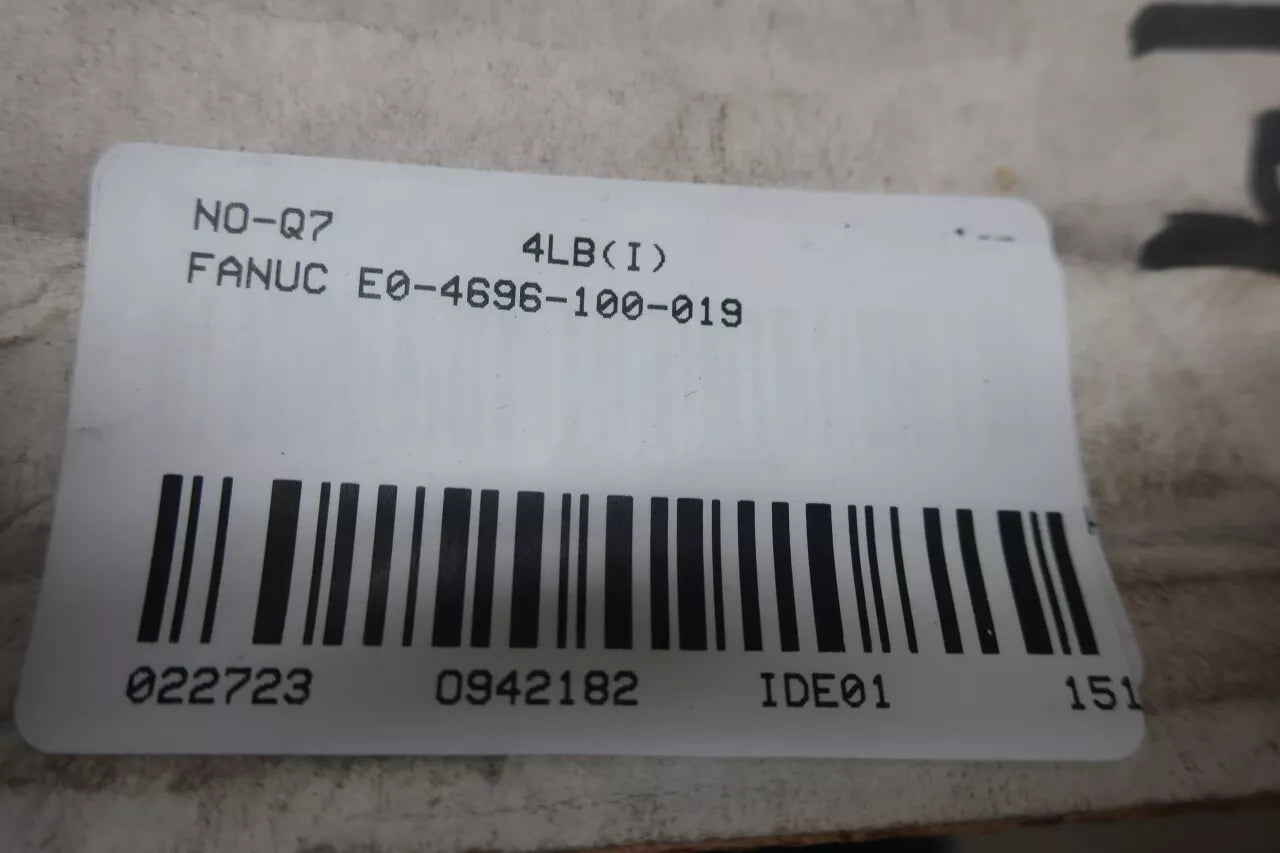 NO-Q7 4LB(I)
FANUC E0-4696-100-019
022723 0942182 IDE01 151